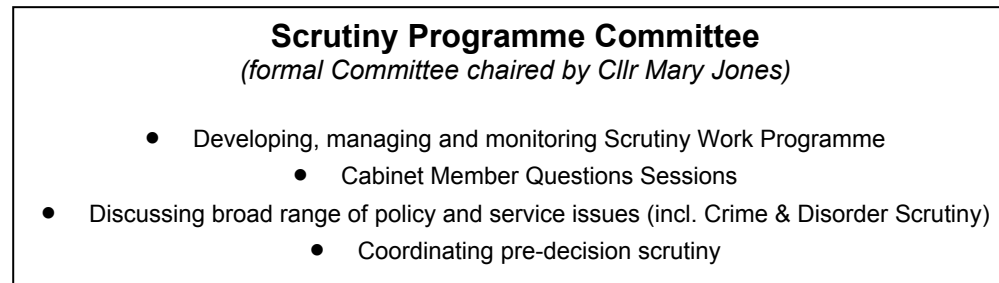 Scrutiny Programme Committee
(formal Committee chaired by Cllr Mary Jones)
● Developing, managing and monitoring Scrutiny Work Programme
● Cabinet Member Questions Sessions
● Discussing broad range of policy and service issues (incl. Crime & Disorder Scrutiny)
● Coordinating pre-decision scrutiny